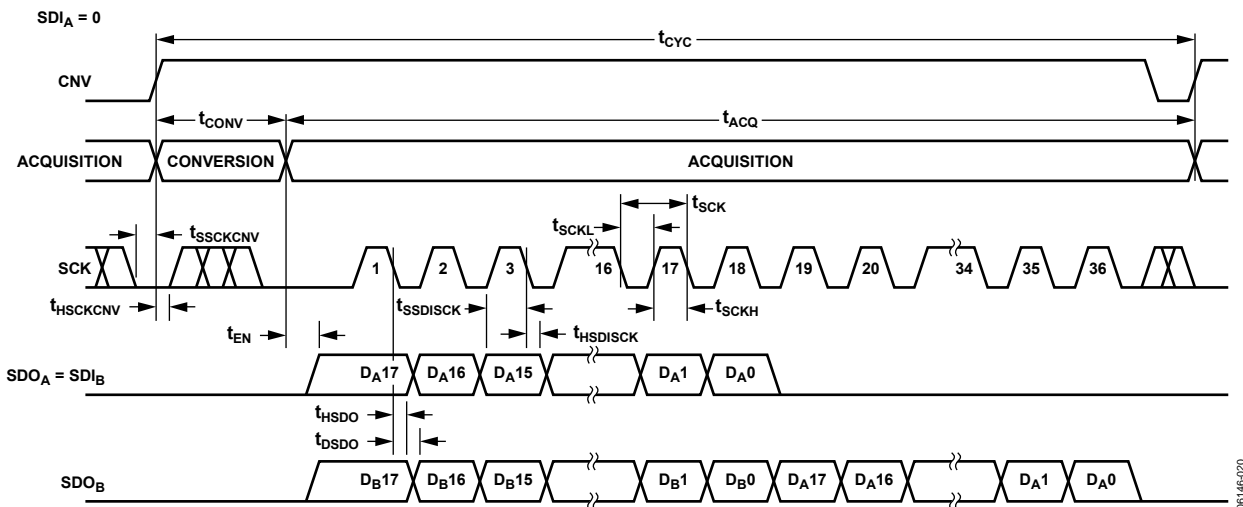 SDIA = 0
tCYC
CNV
tCONV
tACQ
ACQUISITION
CONVERSION
ACQUISITION
tSCK
tSCKL
tSSCKCNV
SCK
1
2
3
16
17
18
19
20
34
35
36
tHSCKCNV
tSSDISCK
tSCKH
tEN
tHSDISCK
SDOA = SDIB
DA17
DA16
DA15
DA1
DA0
tHSDO
tDSDO
SDOB
DB17
DB16
DB15
DB1
DB0
DA17
DA16
DA1
DA0
06146-020